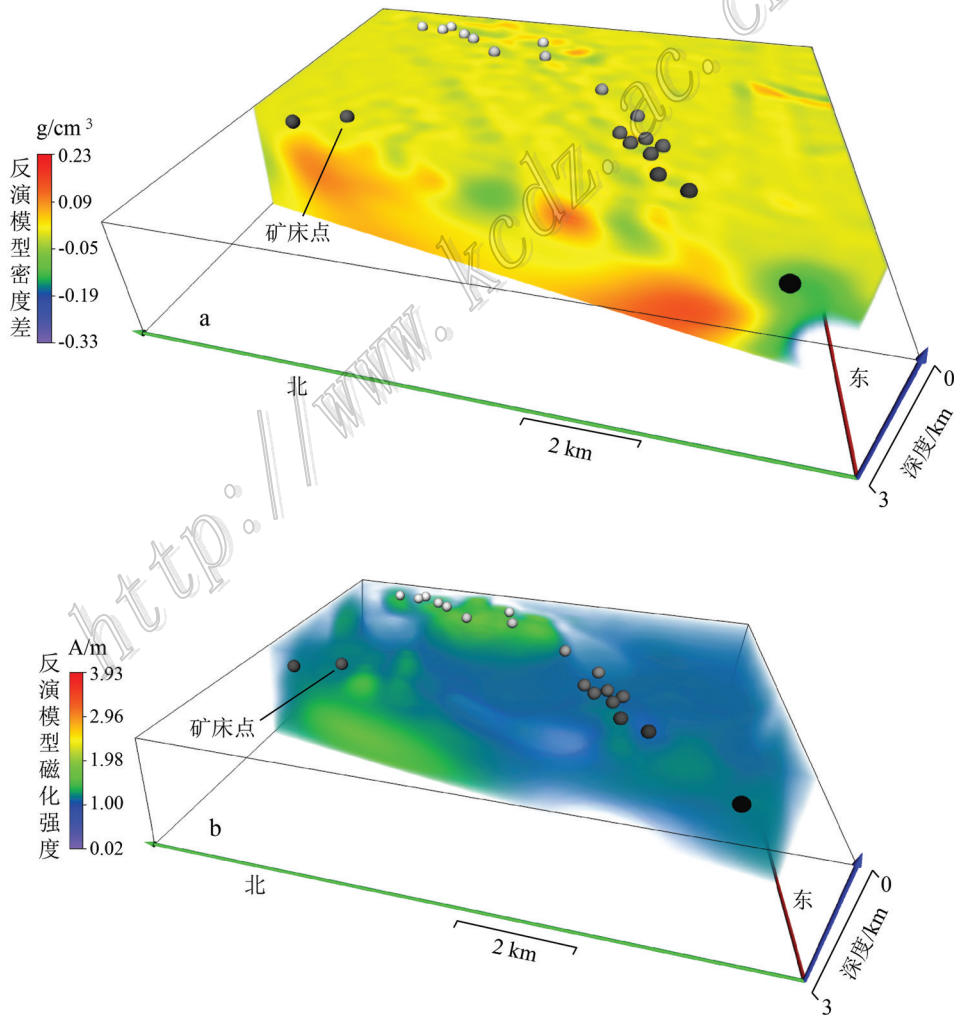 g/cm³
反演模型密度差
0.23
0.09
-0.05
-0.19
-0.33
矿床点
a
北
东
2 km
0
深度/km
3
http://www.kcdz.ac.c
A/m
反演模型磁化强度
3.93
2.96
1.98
1.00
0.02
矿床点
b
北
东
2 km
0
深度/km
3